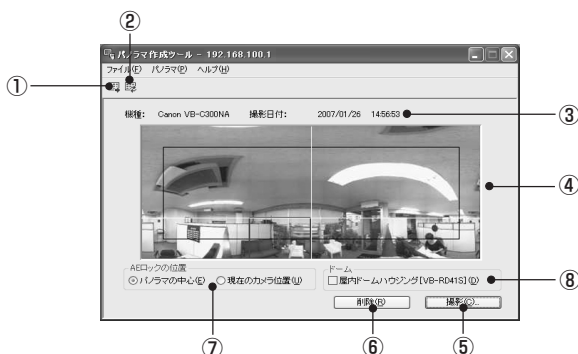 ②
パノラマ作成ツール - 192.168.100.1
ファイル(F) パノラマ(P) ヘルプ(H)
①
機種: Canon VB-C300NA 撮影日付: 2007/01/26 14:56:53 ③
④
AEロックの位置 ドーム
パノラマの中心(E) 現在のカメラ位置(U) 屋内ドームハウジング[VB-RD41S](D) ⑧
削除(R) 撮影(C)...
⑦ ⑥ ⑤